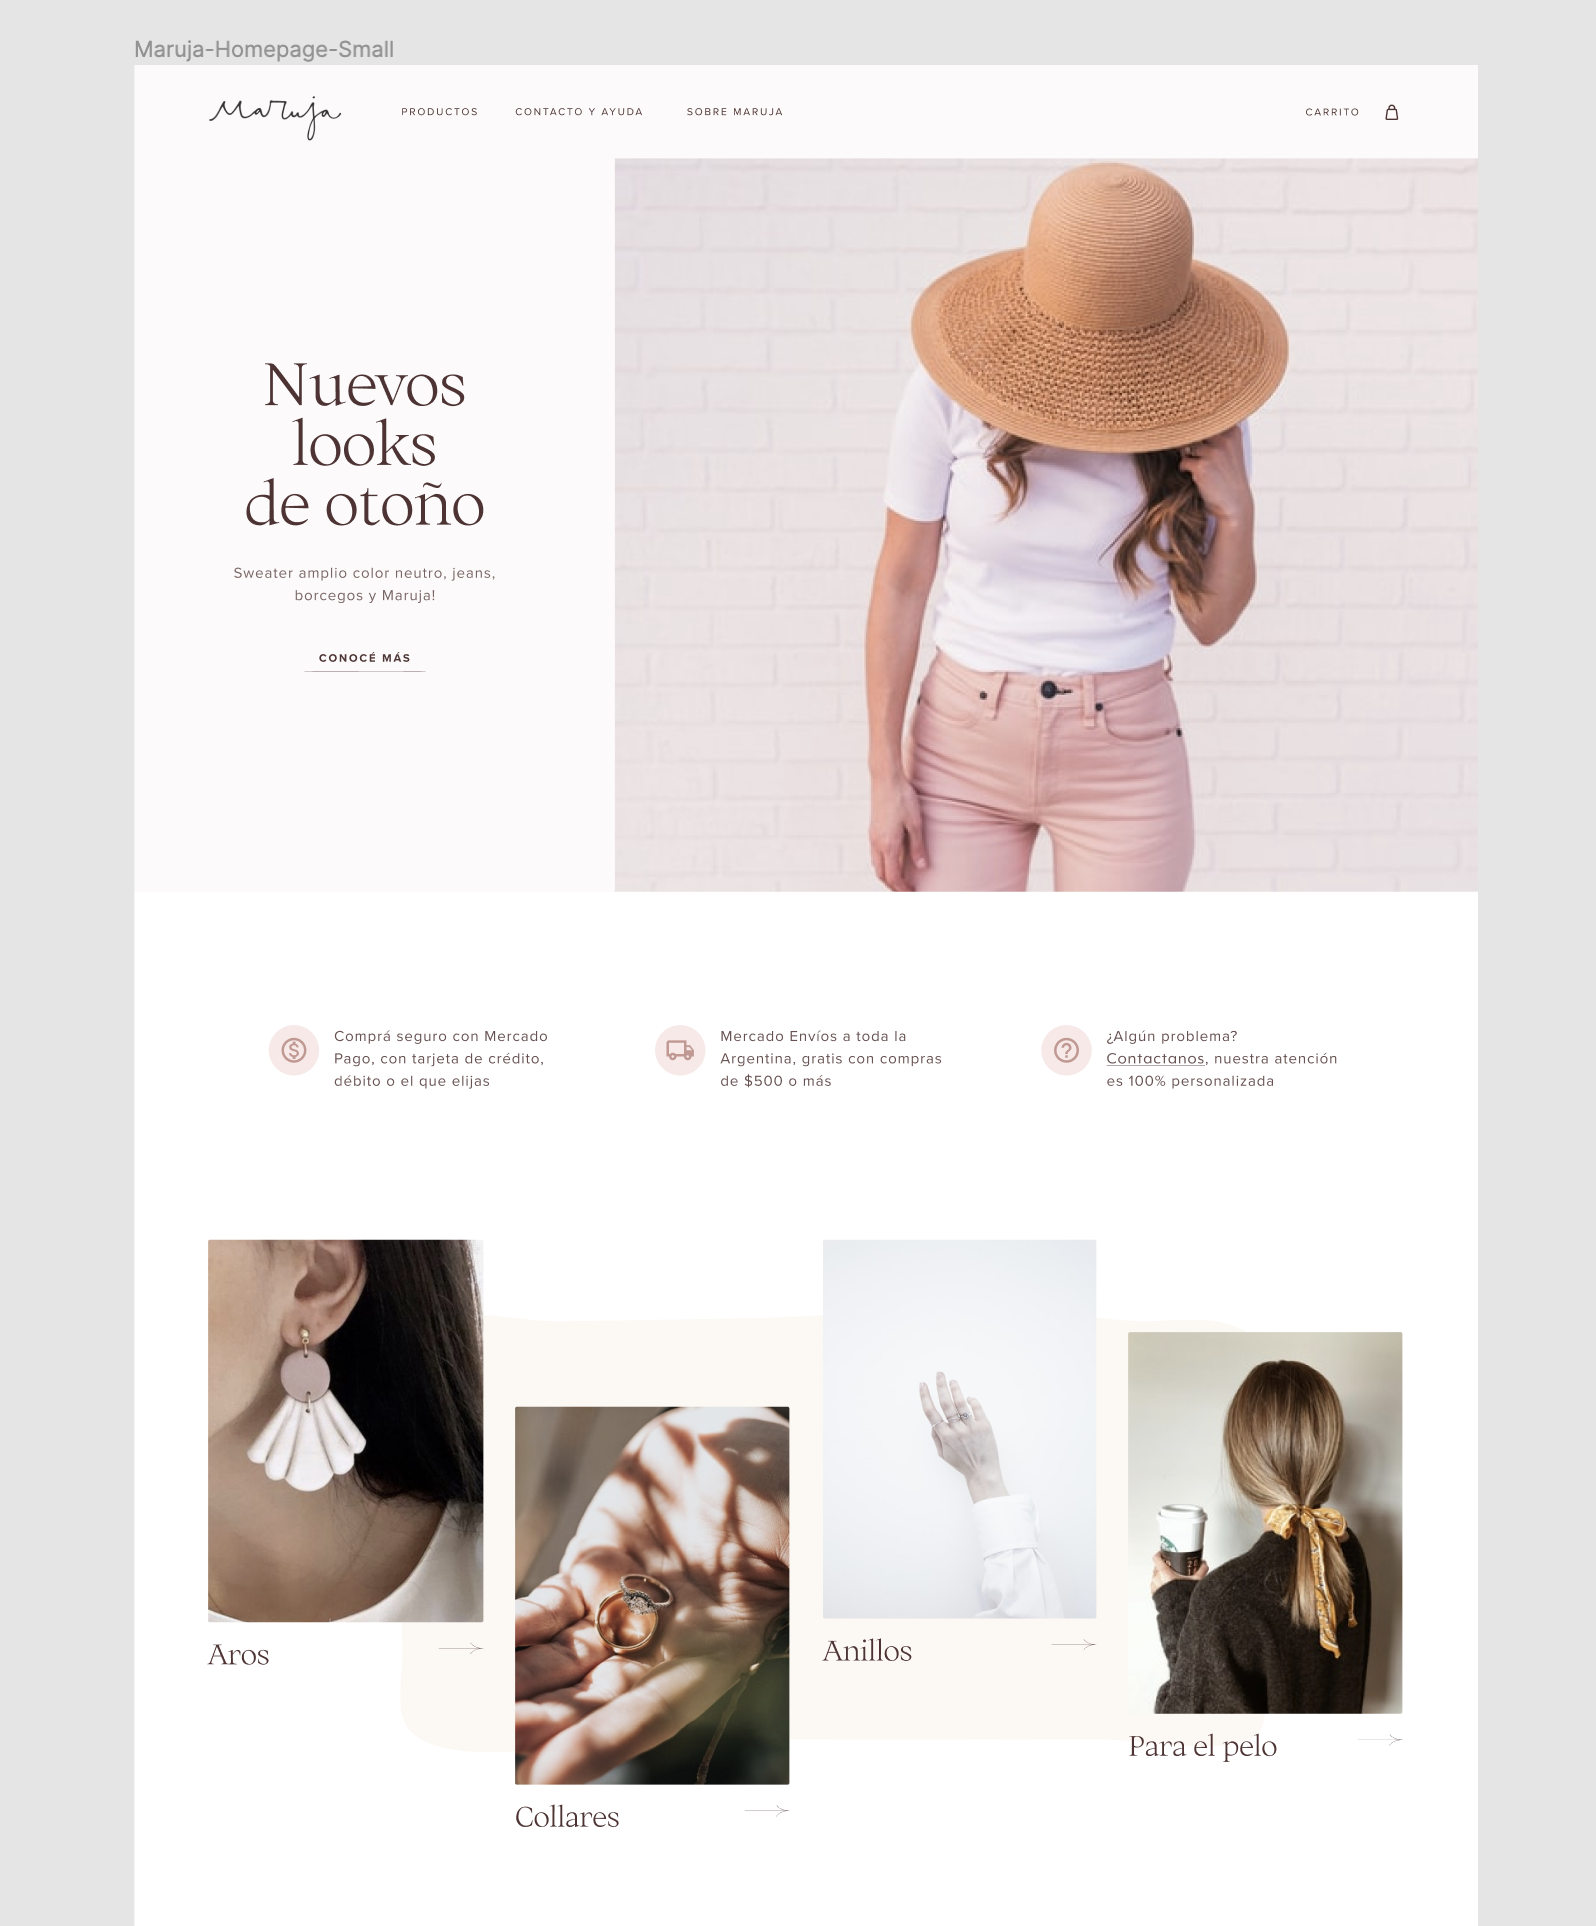 Maruja-Homepage-Small
Maruja
PRODUCTOS
CONTACTO Y AYUDA
SOBRE MARUJA
CARRITO
Nuevos
looks
de otoño
Sweater amplio color neutro, jeans,
borcegos y Maruja!
CONOCÉ MÁS
Comprá seguro con Mercado
Pago, con tarjeta de crédito,
débito o el que elijas
Mercado Envíos a toda la
Argentina, gratis con compras
de $500 o más
¿Algún problema?
Contactanos, nuestra atención
es 100% personalizada
Aros
Collares
Anillos
Para el pelo